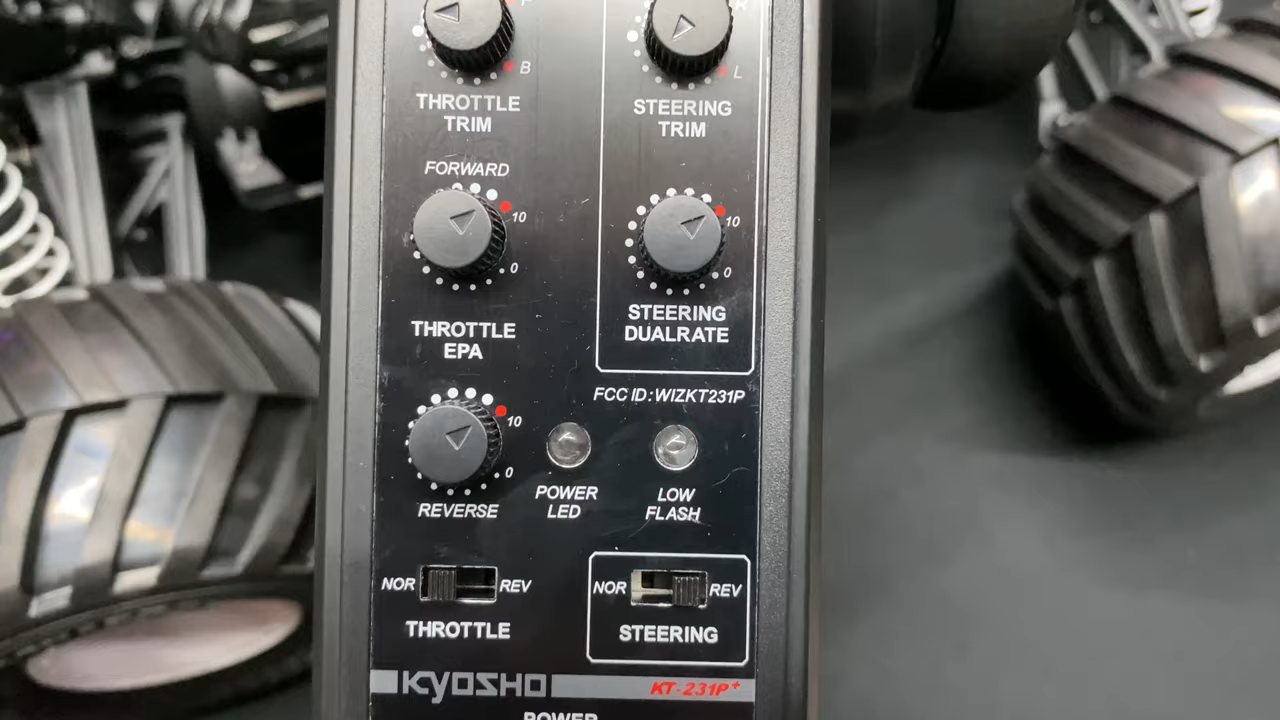 F
R
B
L
THROTTLE
TRIM
STEERING
TRIM
FORWARD
10
0
10
0
THROTTLE
EPA
STEERING
DUALRATE
FCC ID:WIZKT231P
10
0
REVERSE
POWER
LED
LOW
FLASH
NOR
REV
THROTTLE
NOR
REV
STEERING
KYOSHO
KT-231P+
POWER